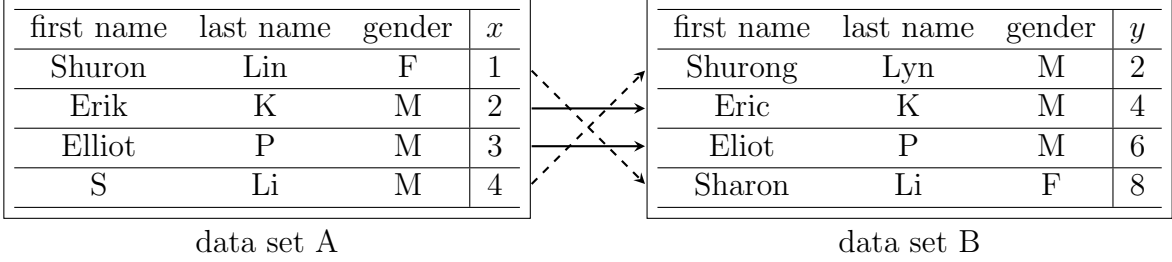 first name last name gender x
Shuron Lin F 1
Erik K M 2
Elliot P M 3
S Li M 4
data set A
first name last name gender y
Shurong Lyn M 2
Eric K M 4
Eliot P M 6
Sharon Li F 8
data set B